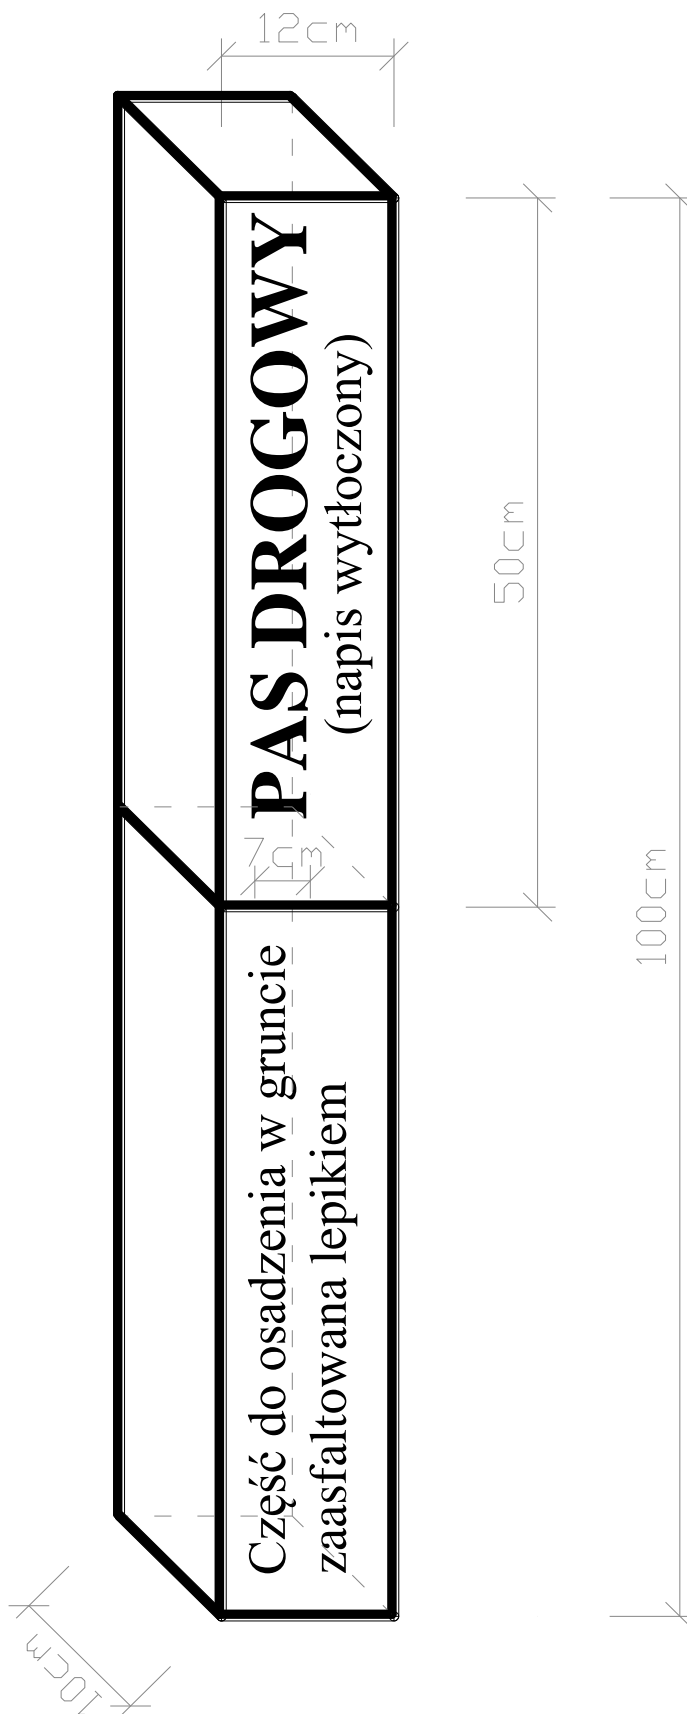 12cm
PAS DROGOWY
(napis wytłoczony)
50cm
7cm
100cm
Część do osadzenia w gruncie
zaasfaltowana lepikiem
10cm